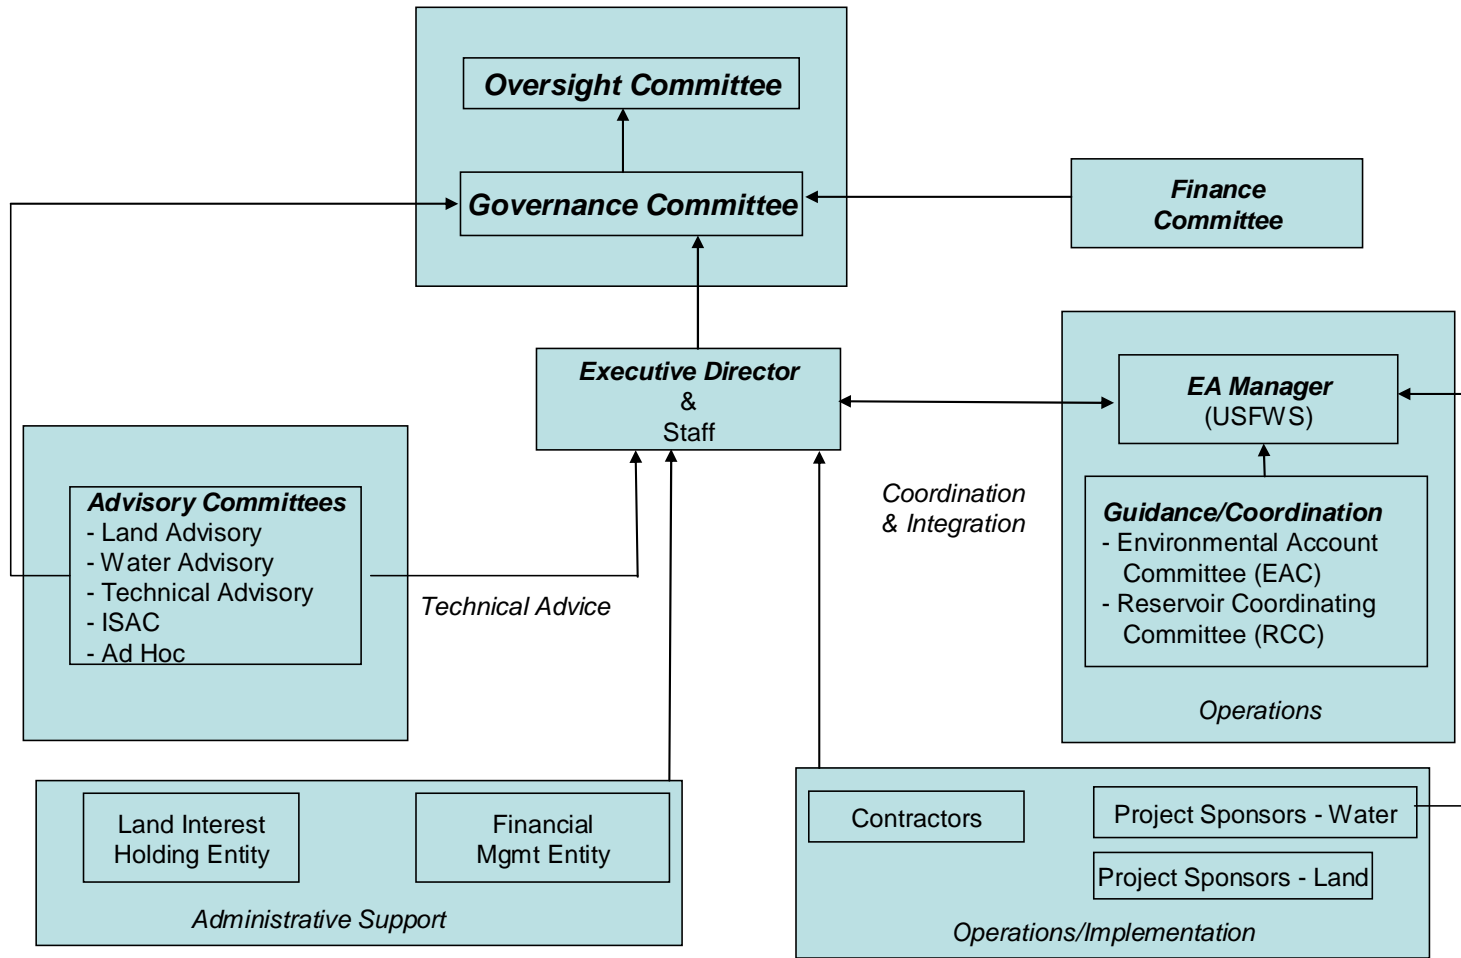 Oversight Committee
Governance Committee
Finance
Committee
Executive Director
&
Staff
EA Manager
(USFWS)
Coordination
& Integration
Guidance/Coordination
- Environmental Account
Committee (EAC)
- Reservoir Coordinating
Committee (RCC)
Operations
Advisory Committees
- Land Advisory
- Water Advisory
- Technical Advisory
- ISAC
- Ad Hoc
Technical Advice
Land Interest
Holding Entity
Financial
Mgmt Entity
Administrative Support
Contractors
Project Sponsors - Water
Project Sponsors - Land
Operations/Implementation